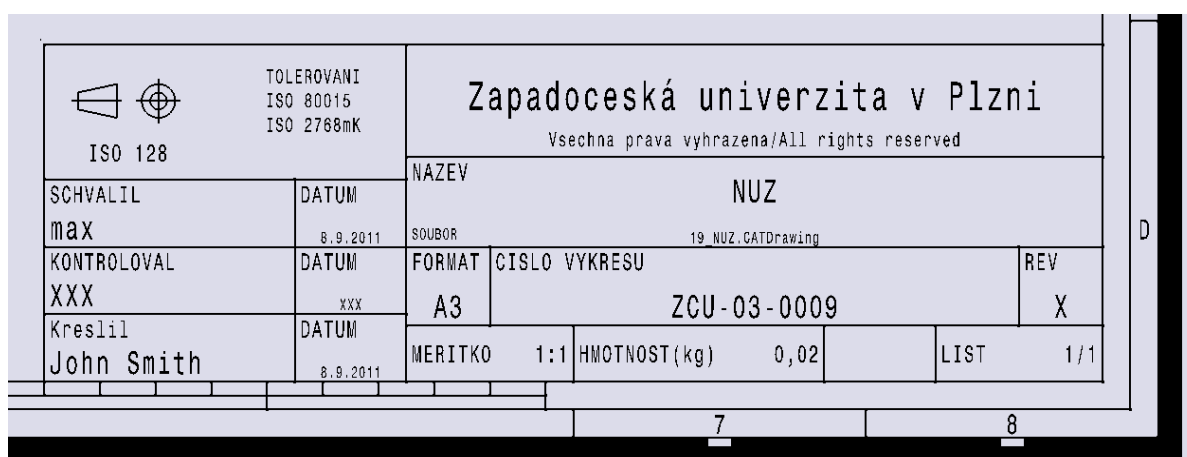 TOLEROVANI
ISO 80015
ISO 2768mK
ISO 128
Zapadoceská univerzita v Plzni
Vsechna prava vyhrazena/All rights reserved
NAZEV
NUZ
SOUBOR 19_NUZ.CATDrawing
SCHVALIL DATUM
max 8.9.2011
KONTROLOVAL DATUM
XXX XXX
Kreslil DATUM
John Smith 8.9.2011
FORMAT CISLO VYKRESU REV
A3 ZCU-03-0009 X
MERITKO 1:1 HMOTNOST(kg) 0,02 LIST 1/1
D
7 8